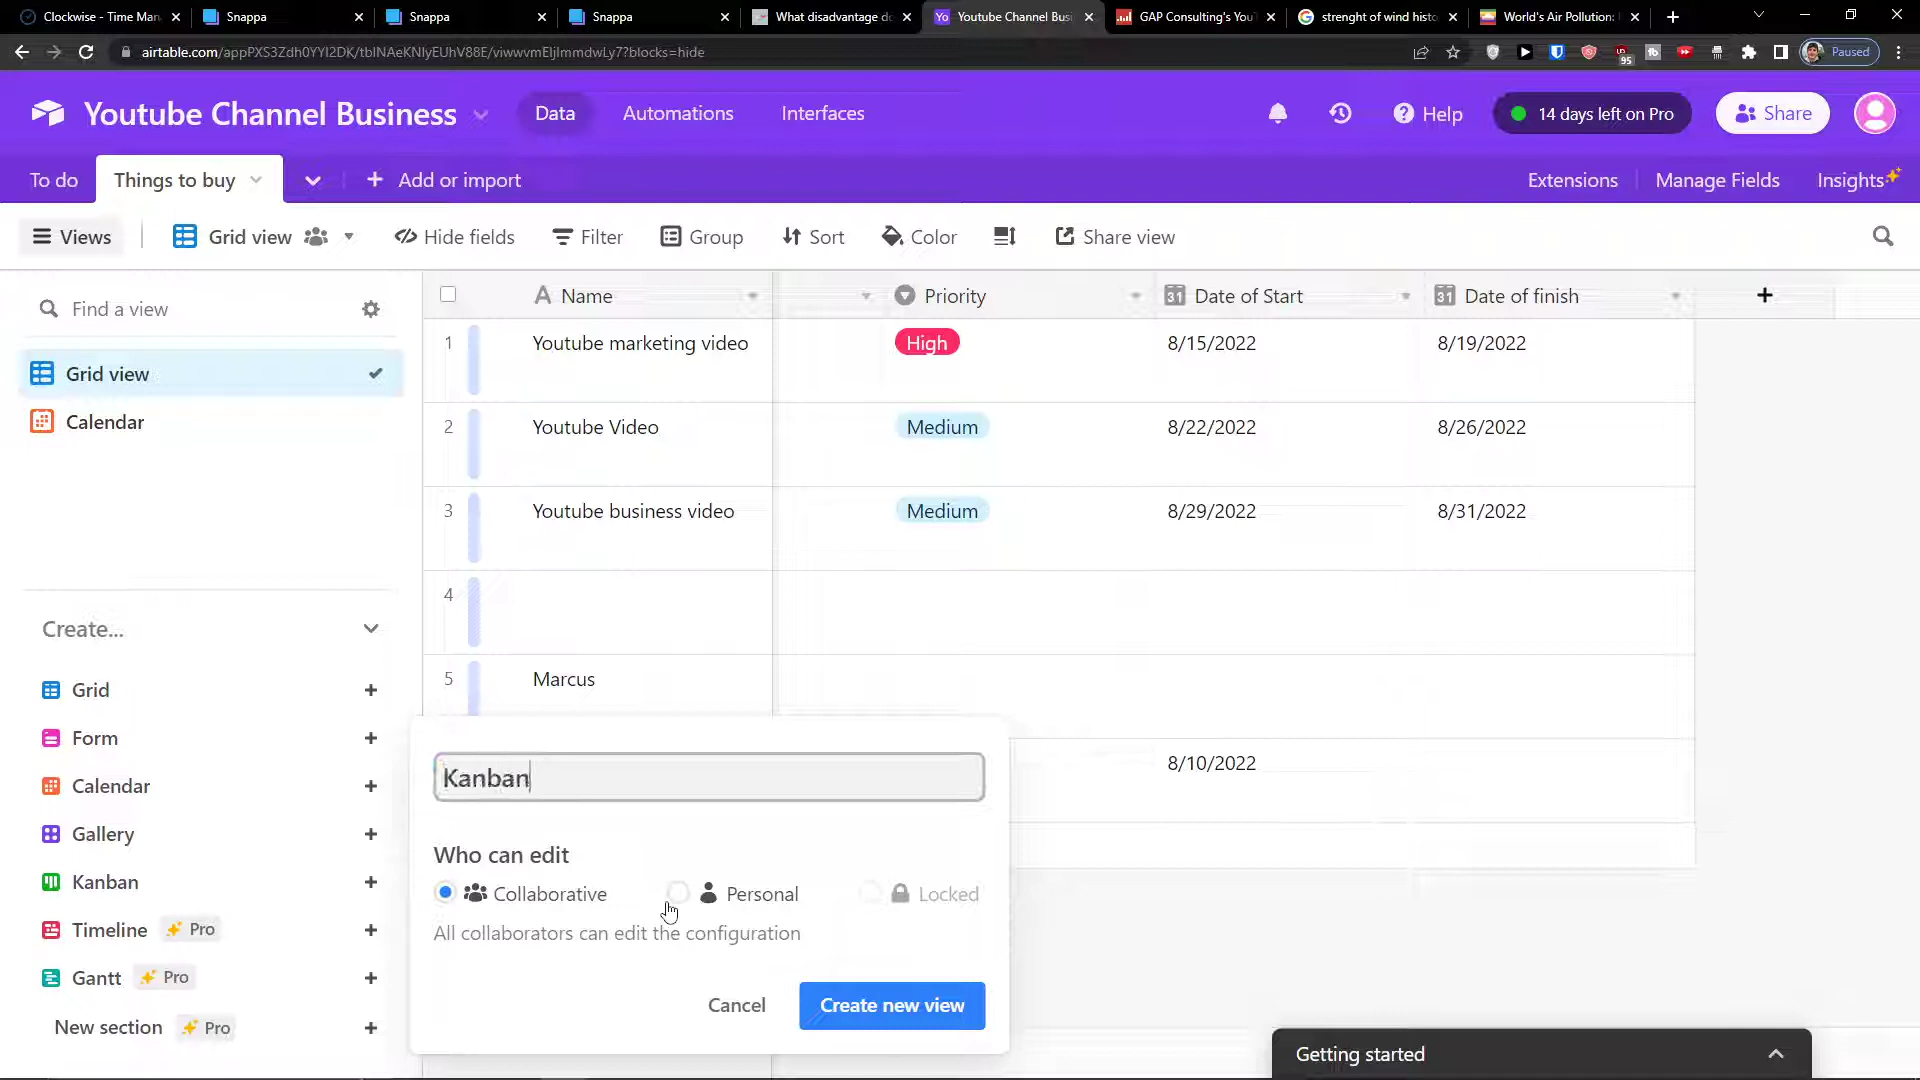 Clockwise - Time Man
Snappa
Snappa
Snappa
What disadvantage do
Youtube Channel Busi
GAP Consulting's You
strenght of wind histo
World's Air Pollution:
airtable.com/appPXS3Zdh0YYI2DK/tblNAeKNlyEUhV88E/viwwvmEljlmmdwLy7?blocks=hide
95
Paused
Youtube Channel Business
Data
Automations
Interfaces
Help
14 days left on Pro
Share
To do
Things to buy
Add or import
Extensions
Manage Fields
Insights
Views
Grid view
Hide fields
Filter
Group
Sort
Color
Share view
Find a view
Grid view
Calendar
Name
Priority
Date of Start
Date of finish
1
Youtube marketing video
High
8/15/2022
8/19/2022
2
Youtube Video
Medium
8/22/2022
8/26/2022
3
Youtube business video
Medium
8/29/2022
8/31/2022
4
5
Marcus
8/10/2022
Create...
Grid
Form
Calendar
Gallery
Kanban
Timeline
Pro
Gantt
Pro
New section
Pro
Kanban
Who can edit
Collaborative
Personal
Locked
All collaborators can edit the configuration
Cancel
Create new view
Getting started